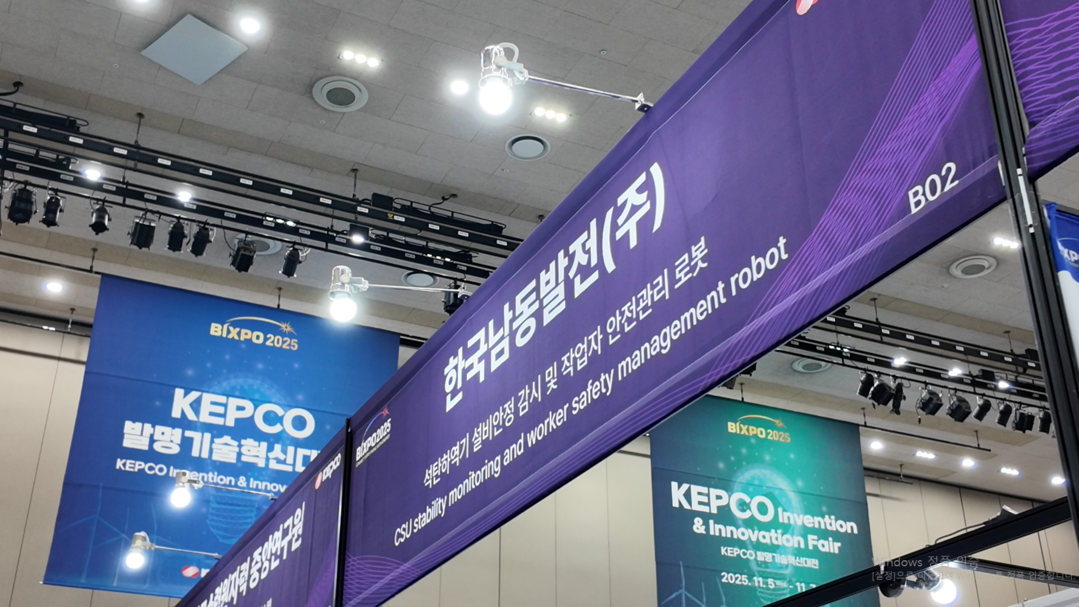 BIXPO 2025
KEPCO
발명기술혁신대
KEPCO Invention & Innov
한국남동발전(주)
석탄하역기 설비안정 감시 및 작업자 안전관리 로봇
CSU stability monitoring and worker safety management robot
B02
BIXPO 2025
KEPCO
중앙연구원
BIXPO 2025
KEPCO Invention
& Innovation Fair
KEPCO 발명기술혁신대전
2025. 11. 5
Windows 정품